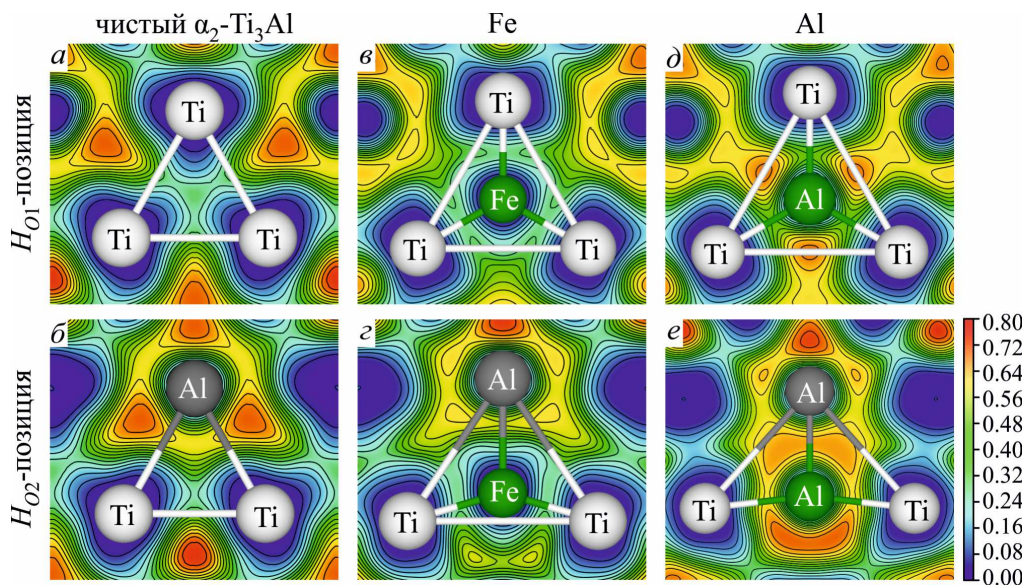 чистый α₂-Ti₃Al Fe Al
H_O1-позиция
а
Ti
Ti
Ti
в
Ti
Fe
Ti
Ti
д
Ti
Al
Ti
Ti
H_O2-позиция
б
Al
Ti
Ti
г
Al
Fe
Ti
Ti
е
Al
Al
Ti
Ti
0.80
0.72
0.64
0.56
0.48
0.40
0.32
0.24
0.16
0.08
0.00